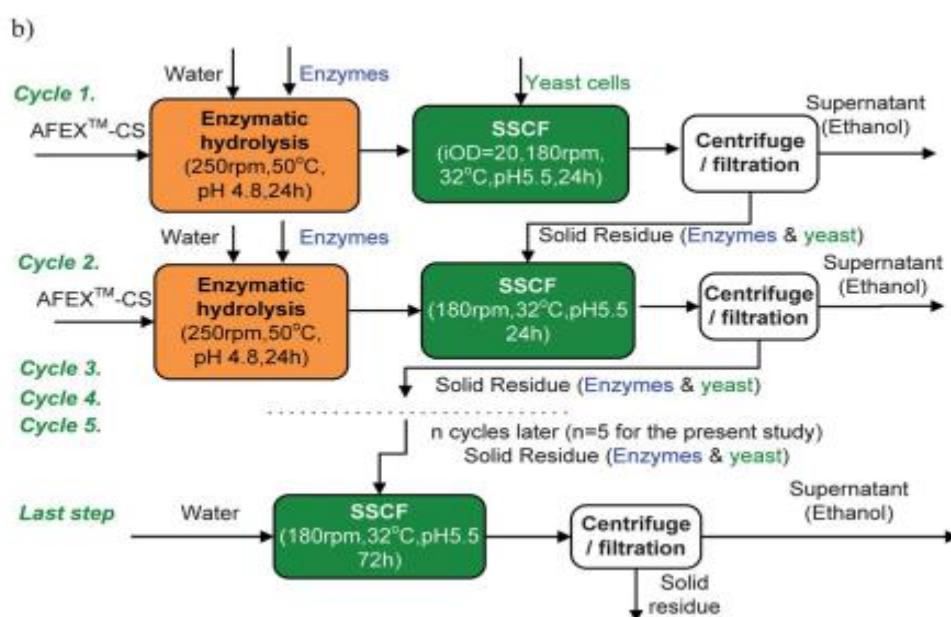 b)
Water
Enzymes
Yeast cells
Cycle 1.
AFEX™-CS
Enzymatic
hydrolysis
(250rpm,50°C,
pH 4.8,24h)
SSCF
(iOD=20,180rpm,
32°C,pH5.5,24h)
Centrifuge
/ filtration
Supernatant
(Ethanol)
Solid Residue (Enzymes & yeast)
Water
Enzymes
Cycle 2.
AFEX™-CS
Enzymatic
hydrolysis
(250rpm,50°C,
pH 4.8,24h)
SSCF
(180rpm,32°C,pH5.5
24h)
Centrifuge
/ filtration
Supernatant
(Ethanol)
Cycle 3.
Cycle 4.
Cycle 5.
Solid Residue (Enzymes & yeast)
n cycles later (n=5 for the present study)
Solid Residue (Enzymes & yeast)
Last step
Water
SSCF
(180rpm,32°C,pH5.5
72h)
Centrifuge
/ filtration
Supernatant
(Ethanol)
Solid
residue